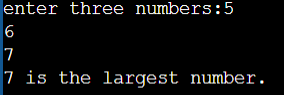 enter three numbers:5
6
7
7 is the largest number.